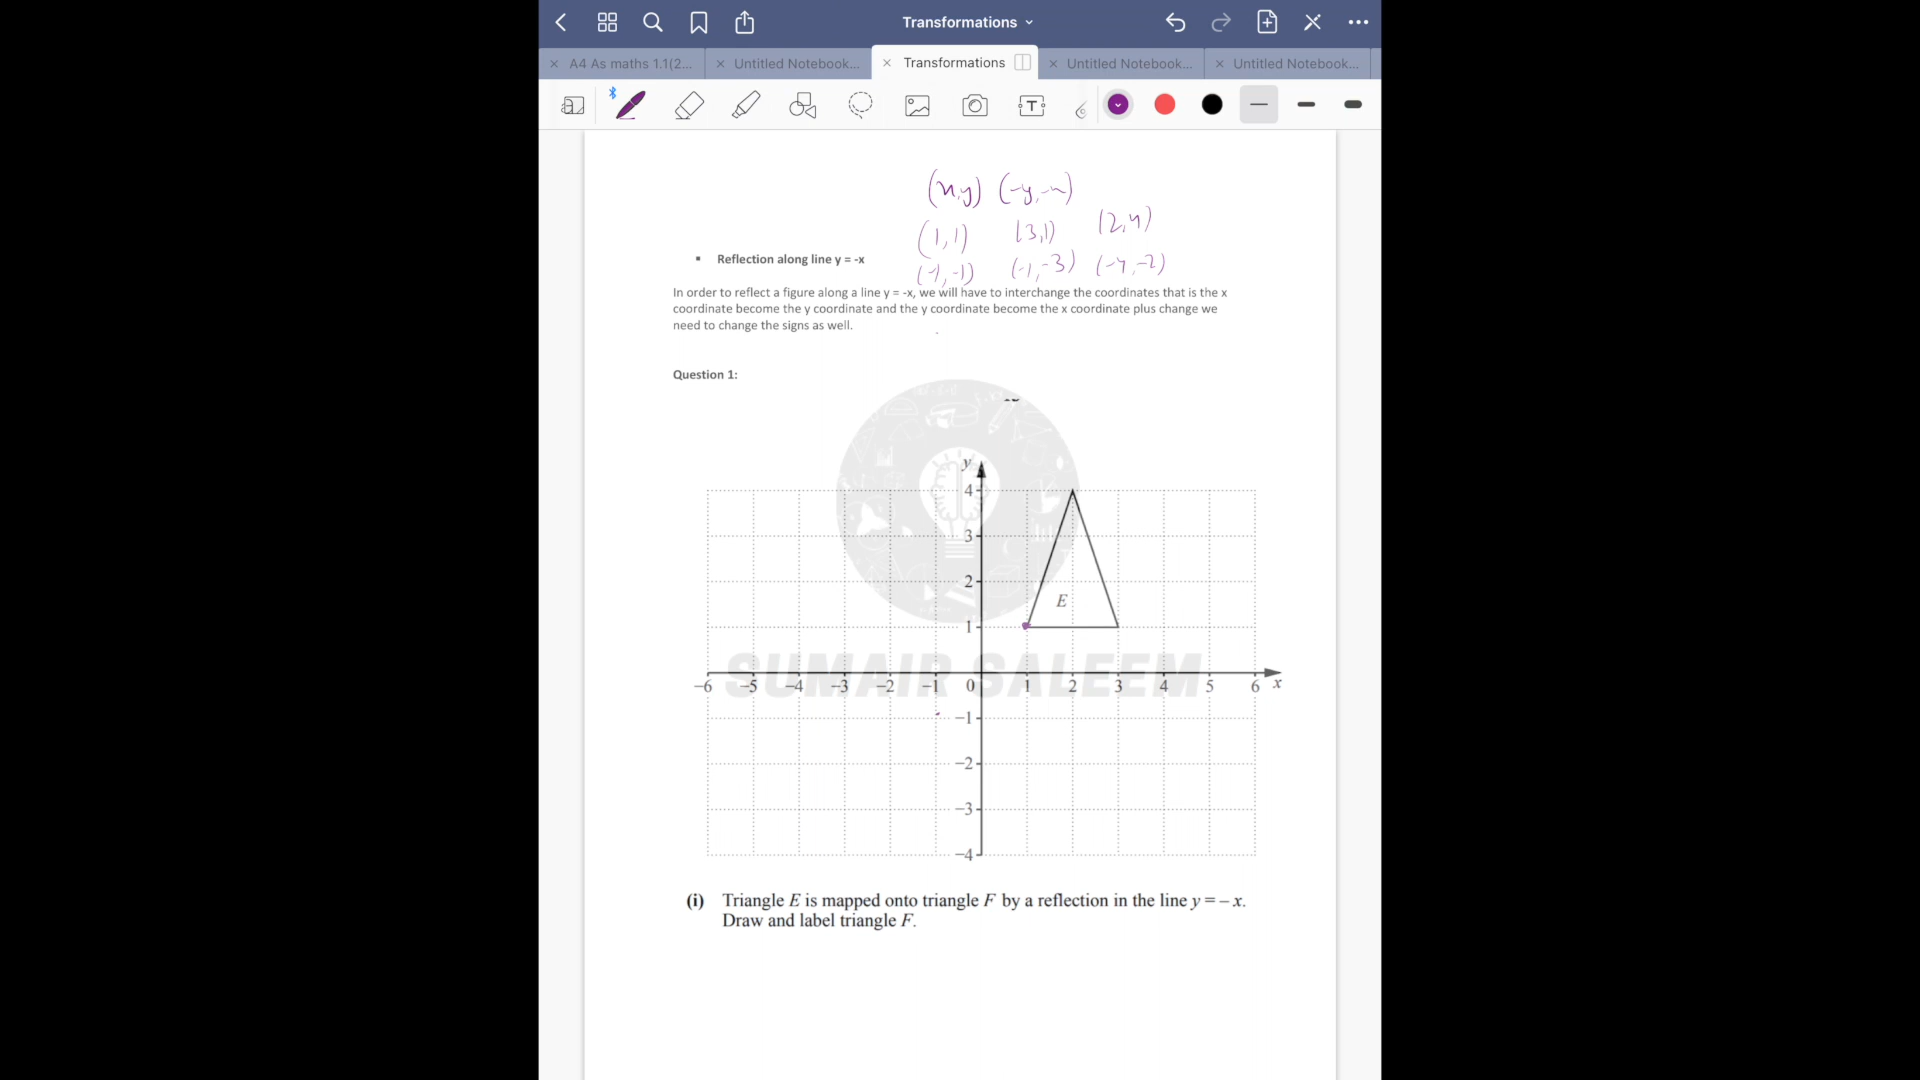 Transformations
A4 As maths 1.1(2...
Untitled Notebook...
Transformations
Untitled Notebook...
Untitled Notebook...
T
(x,y) (-y,-x)
(1,1) (3,1) (2,4)
▪ Reflection along line y = -x
(-1,-1) (-1,-3) (-4,-2)
In order to reflect a figure along a line y = -x, we will have to interchange the coordinates that is the x
coordinate become the y coordinate and the y coordinate become the x coordinate plus change we
need to change the signs as well.
Question 1:
y
4
3
2
E
1
SUMAIR SALEEM
–6 –5 –4 –3 –2 –1 0 1 2 3 4 5 6 x
–1
–2
–3
–4
(i) Triangle E is mapped onto triangle F by a reflection in the line y = – x.
Draw and label triangle F.